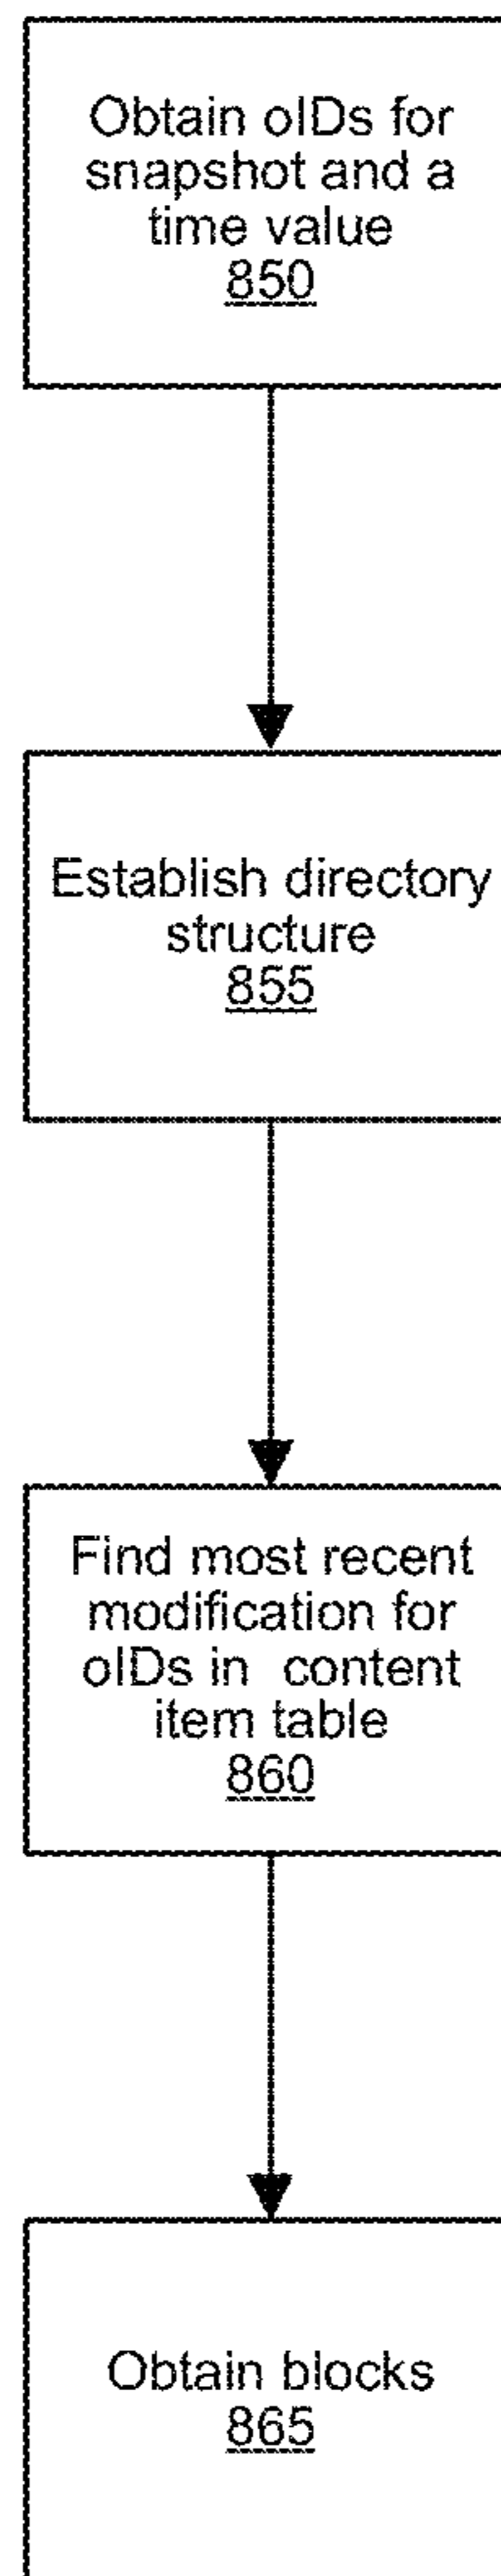 Obtain oIDs for
snapshot and a
time value
850
Establish directory
structure
855
Find most recent
modification for
oIDs in content
item table
860
Obtain blocks
865